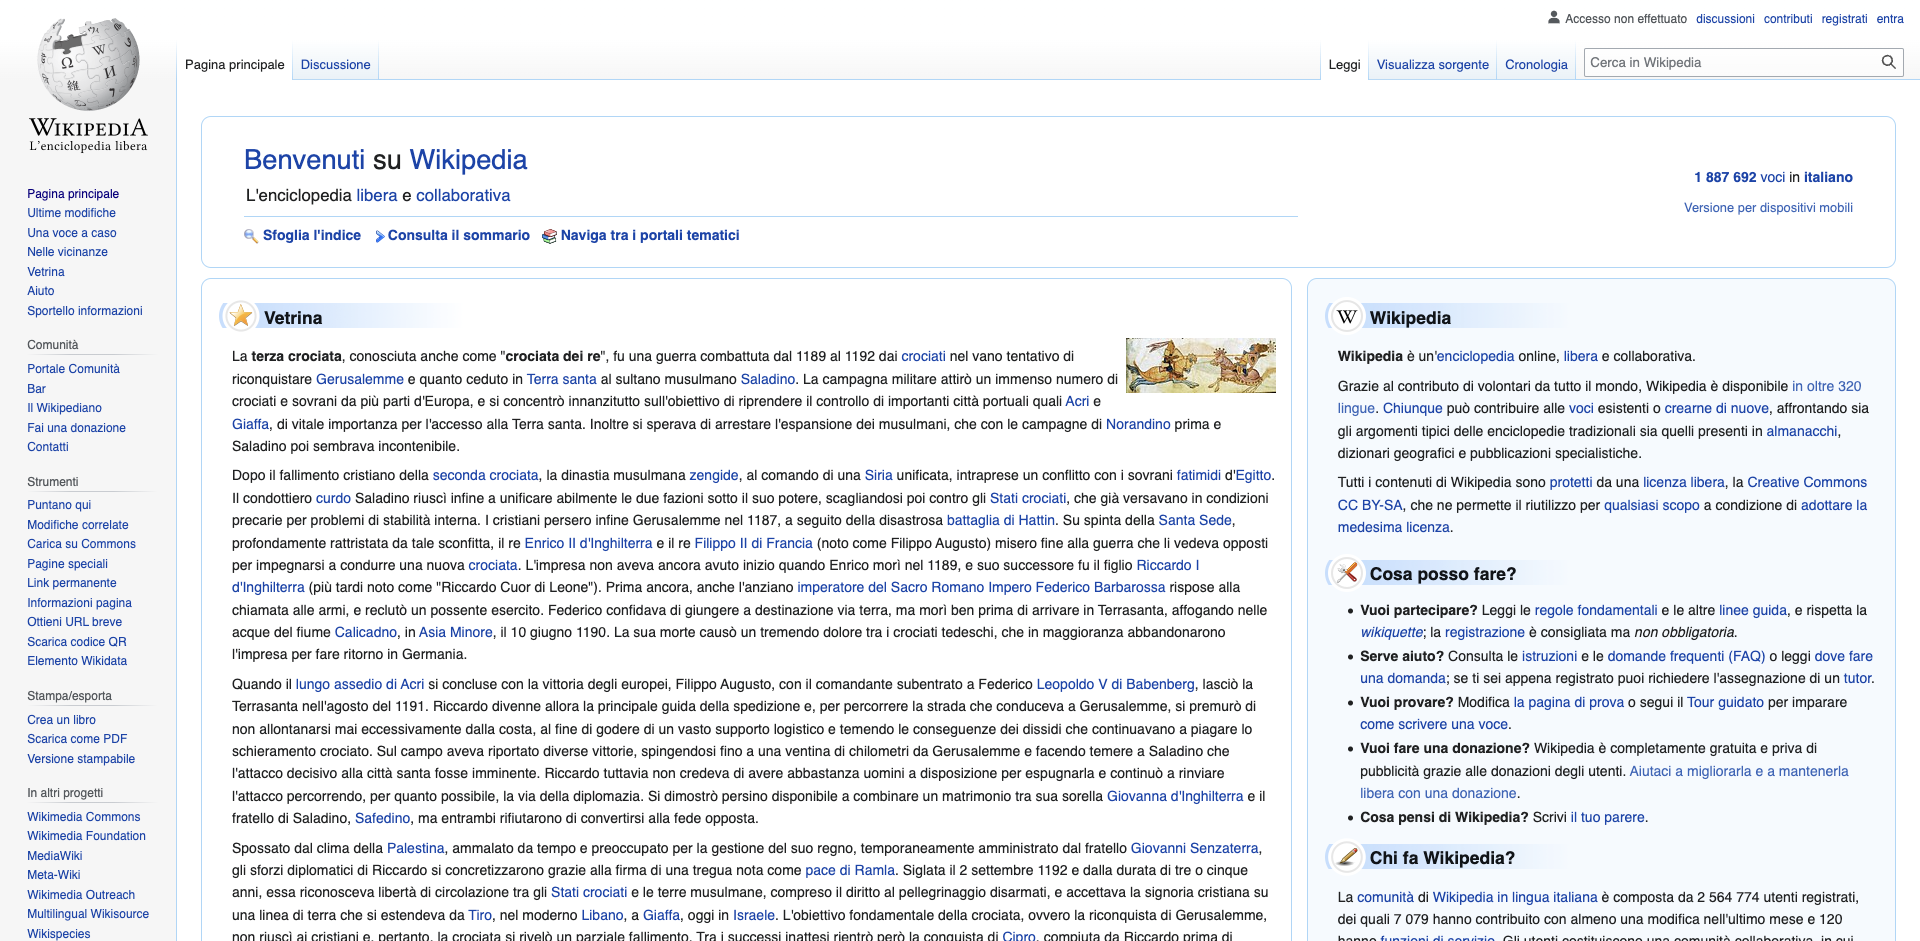 Accesso non effettuato discussioni contributi registrati entra
Pagina principale Discussione Leggi Visualizza sorgente Cronologia Cerca in Wikipedia
WIKIPEDIA
L'enciclopedia libera
Pagina principale
Ultime modifiche
Una voce a caso
Nelle vicinanze
Vetrina
Aiuto
Sportello informazioni
Comunità
Portale Comunità
Bar
Il Wikipediano
Fai una donazione
Contatti
Strumenti
Puntano qui
Modifiche correlate
Carica su Commons
Pagine speciali
Link permanente
Informazioni pagina
Ottieni URL breve
Scarica codice QR
Elemento Wikidata
Stampa/esporta
Crea un libro
Scarica come PDF
Versione stampabile
In altri progetti
Wikimedia Commons
Wikimedia Foundation
MediaWiki
Meta-Wiki
Wikimedia Outreach
Multilingual Wikisource
Wikispecies
Benvenuti su Wikipedia
L'enciclopedia libera e collaborativa
Sfoglia l'indice Consulta il sommario Naviga tra i portali tematici
1 887 692 voci in italiano
Versione per dispositivi mobili
Vetrina
La terza crociata, conosciuta anche come "crociata dei re", fu una guerra combattuta dal 1189 al 1192 dai crociati nel vano tentativo di
riconquistare Gerusalemme e quanto ceduto in Terra santa al sultano musulmano Saladino. La campagna militare attirò un immenso numero di
crociati e sovrani da più parti d'Europa, e si concentrò innanzitutto sull'obiettivo di riprendere il controllo di importanti città portuali quali Acri e
Giaffa, di vitale importanza per l'accesso alla Terra santa. Inoltre si sperava di arrestare l'espansione dei musulmani, che con le campagne di Norandino prima e
Saladino poi sembrava incontenibile.
Dopo il fallimento cristiano della seconda crociata, la dinastia musulmana zengide, al comando di una Siria unificata, intraprese un conflitto con i sovrani fatimidi d'Egitto.
Il condottiero curdo Saladino riuscì infine a unificare abilmente le due fazioni sotto il suo potere, scagliandosi poi contro gli Stati crociati, che già versavano in condizioni
precarie per problemi di stabilità interna. I cristiani persero infine Gerusalemme nel 1187, a seguito della disastrosa battaglia di Hattin. Su spinta della Santa Sede,
profondamente rattristata da tale sconfitta, il re Enrico II d'Inghilterra e il re Filippo II di Francia (noto come Filippo Augusto) misero fine alla guerra che li vedeva opposti
per impegnarsi a condurre una nuova crociata. L'impresa non aveva ancora avuto inizio quando Enrico morì nel 1189, e suo successore fu il figlio Riccardo I
d'Inghilterra (più tardi noto come "Riccardo Cuor di Leone"). Prima ancora, anche l'anziano imperatore del Sacro Romano Impero Federico Barbarossa rispose alla
chiamata alle armi, e reclutò un possente esercito. Federico confidava di giungere a destinazione via terra, ma morì ben prima di arrivare in Terrasanta, affogando nelle
acque del fiume Calicadno, in Asia Minore, il 10 giugno 1190. La sua morte causò un tremendo dolore tra i crociati tedeschi, che in maggioranza abbandonarono
l'impresa per fare ritorno in Germania.
Quando il lungo assedio di Acri si concluse con la vittoria degli europei, Filippo Augusto, con il comandante subentrato a Federico Leopoldo V di Babenberg, lasciò la
Terrasanta nell'agosto del 1191. Riccardo divenne allora la principale guida della spedizione e, per percorrere la strada che conduceva a Gerusalemme, si premurò di
non allontanarsi mai eccessivamente dalla costa, al fine di godere di un vasto supporto logistico e temendo le conseguenze dei dissidi che continuavano a piagare lo
schieramento crociato. Sul campo aveva riportato diverse vittorie, spingendosi fino a una ventina di chilometri da Gerusalemme e facendo temere a Saladino che
l'attacco decisivo alla città santa fosse imminente. Riccardo tuttavia non credeva di avere abbastanza uomini a disposizione per espugnarla e continuò a rinviare
l'attacco percorrendo, per quanto possibile, la via della diplomazia. Si dimostrò persino disponibile a combinare un matrimonio tra sua sorella Giovanna d'Inghilterra e il
fratello di Saladino, Safedino, ma entrambi rifiutarono di convertirsi alla fede opposta.
Spossato dal clima della Palestina, ammalato da tempo e preoccupato per la gestione del suo regno, temporaneamente amministrato dal fratello Giovanni Senzaterra,
gli sforzi diplomatici di Riccardo si concretizzarono grazie alla firma di una tregua nota come pace di Ramla. Siglata il 2 settembre 1192 e dalla durata di tre o cinque
anni, essa riconosceva libertà di circolazione tra gli Stati crociati e le terre musulmane, compreso il diritto al pellegrinaggio disarmati, e accettava la signoria cristiana su
una linea di terra che si estendeva da Tiro, nel moderno Libano, a Giaffa, oggi in Israele. L'obiettivo fondamentale della crociata, ovvero la riconquista di Gerusalemme,
non riuscì ai cristiani e, pertanto, la crociata si rivelò un parziale fallimento. Tra i successi inattesi rientrò però la conquista di Cipro, compiuta da Riccardo prima di
Wikipedia
Wikipedia è un'enciclopedia online, libera e collaborativa.
Grazie al contributo di volontari da tutto il mondo, Wikipedia è disponibile in oltre 320
lingue. Chiunque può contribuire alle voci esistenti o crearne di nuove, affrontando sia
gli argomenti tipici delle enciclopedie tradizionali sia quelli presenti in almanacchi,
dizionari geografici e pubblicazioni specialistiche.
Tutti i contenuti di Wikipedia sono protetti da una licenza libera, la Creative Commons
CC BY-SA, che ne permette il riutilizzo per qualsiasi scopo a condizione di adottare la
medesima licenza.
Cosa posso fare?
• Vuoi partecipare? Leggi le regole fondamentali e le altre linee guida, e rispetta la
wikiquette; la registrazione è consigliata ma non obbligatoria.
• Serve aiuto? Consulta le istruzioni e le domande frequenti (FAQ) o leggi dove fare
una domanda; se ti sei appena registrato puoi richiedere l'assegnazione di un tutor.
• Vuoi provare? Modifica la pagina di prova o segui il Tour guidato per imparare
come scrivere una voce.
• Vuoi fare una donazione? Wikipedia è completamente gratuita e priva di
pubblicità grazie alle donazioni degli utenti. Aiutaci a migliorarla e a mantenerla
libera con una donazione.
• Cosa pensi di Wikipedia? Scrivi il tuo parere.
Chi fa Wikipedia?
La comunità di Wikipedia in lingua italiana è composta da 2 564 774 utenti registrati,
dei quali 7 079 hanno contribuito con almeno una modifica nell'ultimo mese e 120
hanno funzioni di servizio. Gli utenti costituiscono una comunità collaborativa, in cui